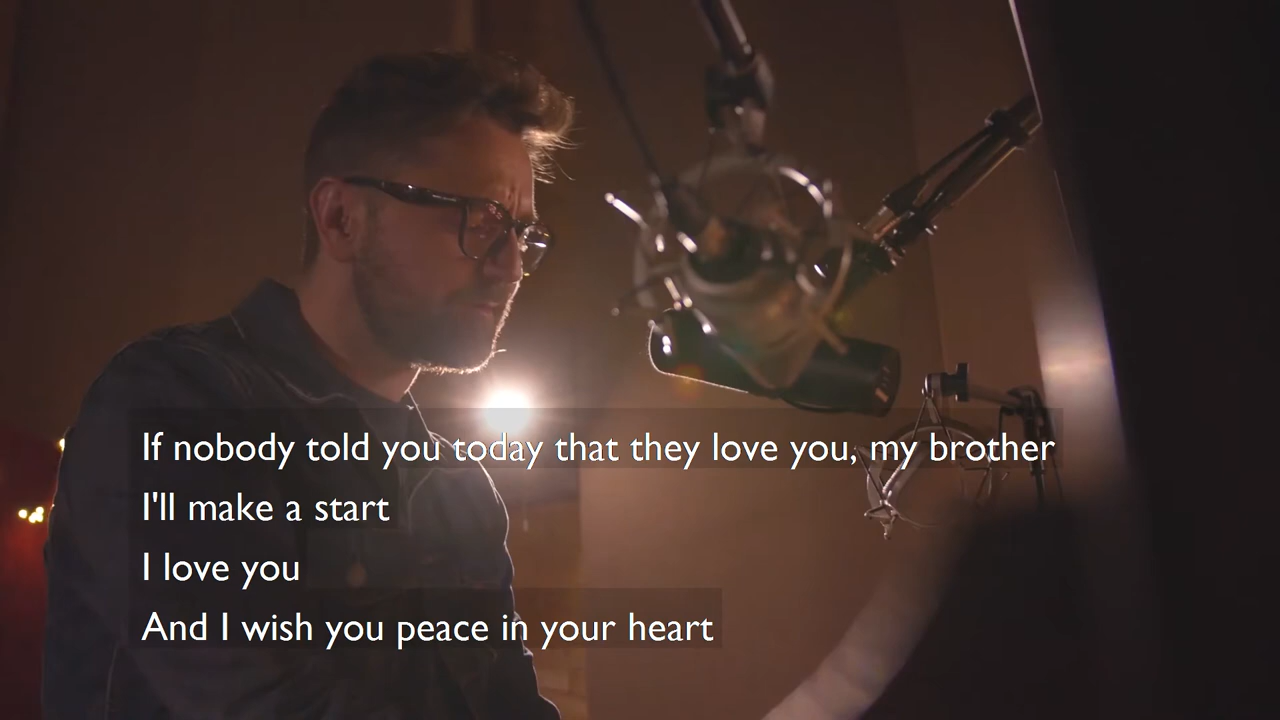 If nobody told you today that they love you, my brother
I'll make a start
I love you
And I wish you peace in your heart